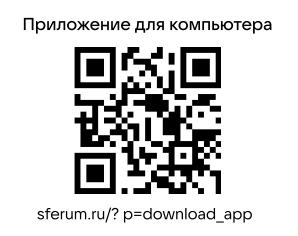 Приложение для компьютера
sferum.ru/? p=download_app